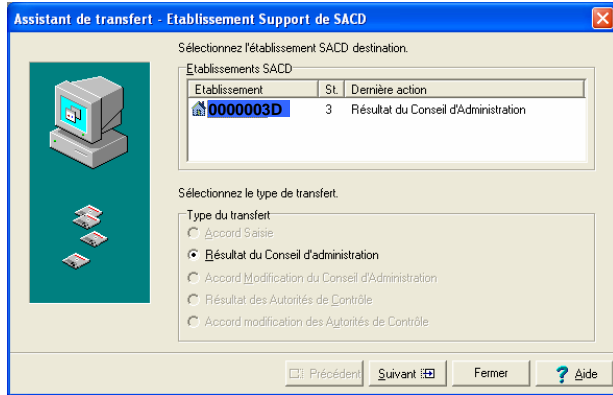 Assistant de transfert - Etablissement Support de SACD
Sélectionnez l'établissement SACD destination.
Etablissements SACD
Etablissement St. Dernière action
0000003D 3 Résultat du Conseil d'Administration
Sélectionnez le type de transfert.
Type du transfert
Accord Saisie
Résultat du Conseil d'administration
Accord Modification du Conseil d'Administration
Résultat des Autorités de Contrôle
Accord modification des Autorités de Contrôle
Précédent Suivant Fermer ? Aide